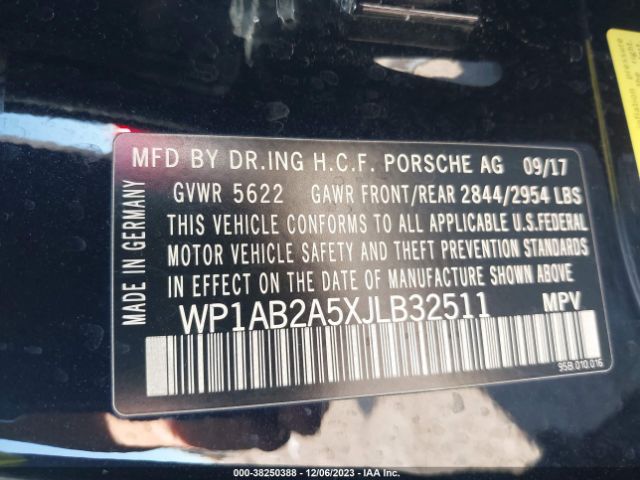 MFD BY DR.ING H.C.F. PORSCHE AG 09/17
GVWR 5622 GAWR FRONT/REAR 2844/2954 LBS
THIS VEHICLE CONFORMS TO ALL APPLICABLE U.S.FEDERAL
MOTOR VEHICLE SAFETY AND THEFT PREVENTION STANDARDS
IN EFFECT ON THE DATE OF MANUFACTURE SHOWN ABOVE.
WP1AB2A5XJLB32511 MPV
MADE IN GERMANY
95B.010.016
000-38250388 - 12/06/2023 - IAA Inc.